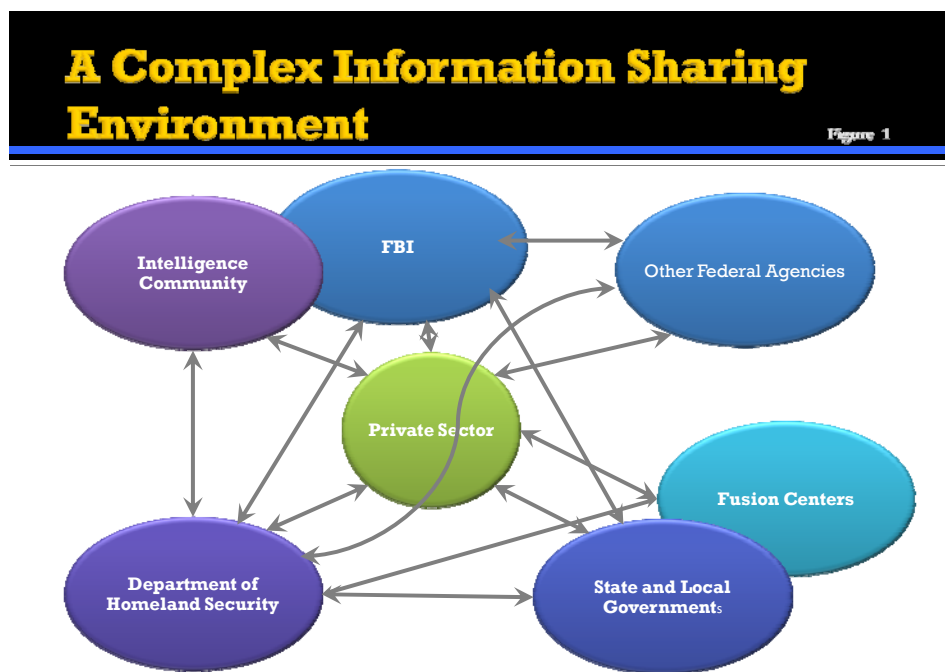 A Complex Information Sharing
Environment
Figure 1
FBI
Intelligence
Community
Other Federal Agencies
Private Sector
Fusion Centers
Department of
Homeland Security
State and Local
Governments